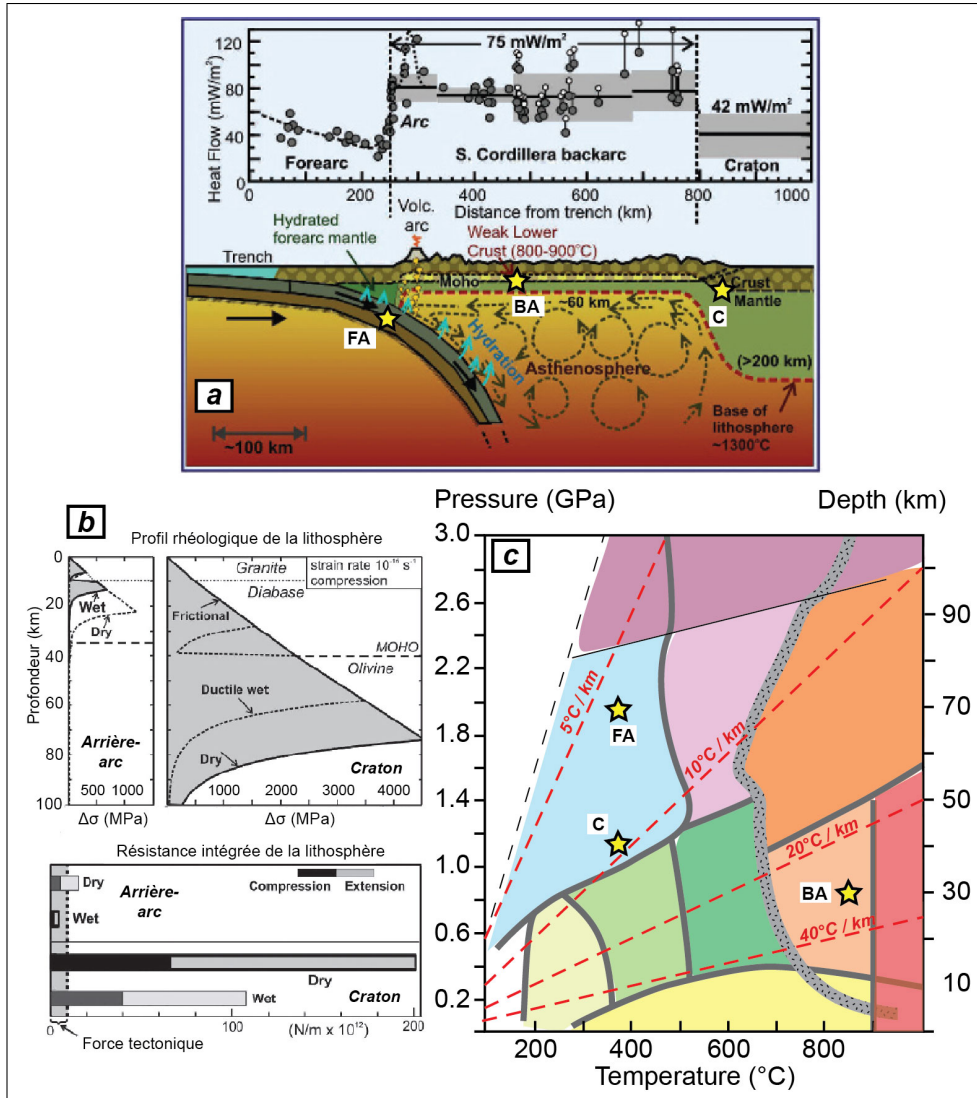 120
80
40
0
Heat Flow (mW/m²)
75 mW/m²
42 mW/m²
Arc
Forearc
S. Cordillera backarc
Craton
0 200 400 600 800 1000
Distance from trench (km)
Volc. arc
Hydrated forearc mantle
Weak Lower Crust (800-900°C)
Trench
Moho
Crust
Mantle
BA
~60 km
C
FA
Hydration
Asthenosphere
(>200 km)
a
Base of lithosphere ~1300°C
~100 km
b
Profil rhéologique de la lithosphère
0
20
40
60
80
100
Profondeur (km)
Wet
Dry
Arrière-arc
500 1000
Δσ (MPa)
Granite
Diabase
strain rate 10⁻¹⁶ s⁻¹
compression
Frictional
MOHO
Olivine
Ductile wet
Dry
Craton
1000 2000 3000 4000
Δσ (MPa)
Résistance intégrée de la lithosphère
Dry
Arrière-arc
Compression Extension
Wet
Dry
Wet
Craton
0 100 (N/m x 10¹²) 200
Force tectonique
Pressure (GPa)
Depth (km)
c
3.0
2.6
2.2
1.8
1.4
1.0
0.6
0.2
90
70
50
30
10
5°C / km
10°C / km
20°C / km
40°C / km
FA
C
BA
200 400 600 800
Temperature (°C)